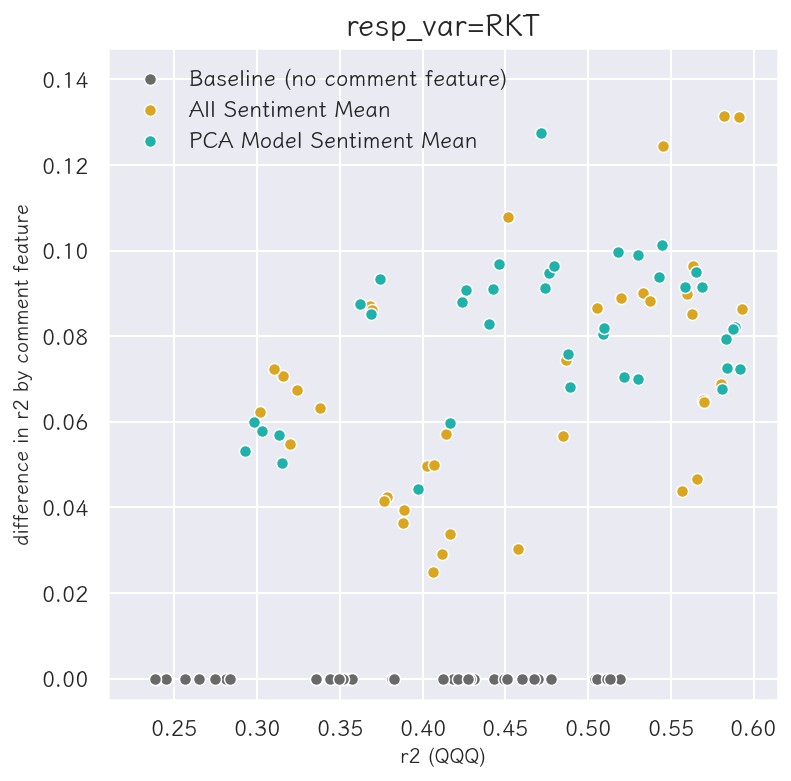 resp_var=RKT
Baseline (no comment feature)
All Sentiment Mean
PCA Model Sentiment Mean
difference in r2 by comment feature
0.14
0.12
0.10
0.08
0.06
0.04
0.02
0.00
0.25 0.30 0.35 0.40 0.45 0.50 0.55 0.60
r2 (QQQ)